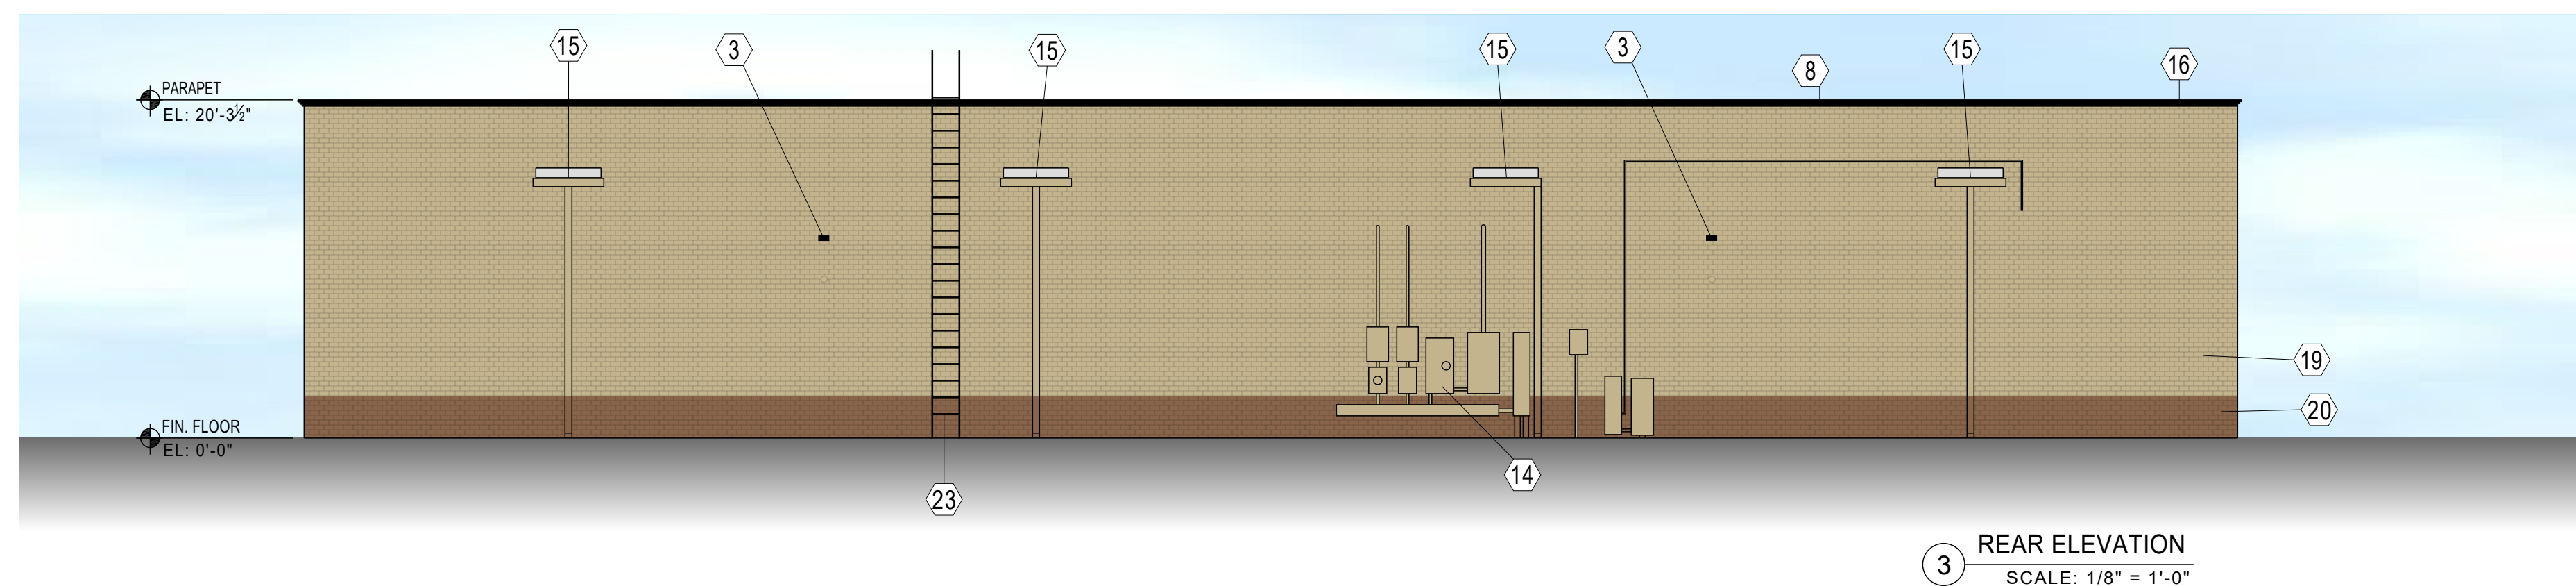 15
3
15
15
3
8
15
16
PARAPET
EL: 20'-3½"
19
20
FIN. FLOOR
EL: 0'-0"
14
23
3
REAR ELEVATION
SCALE: 1/8" = 1'-0"